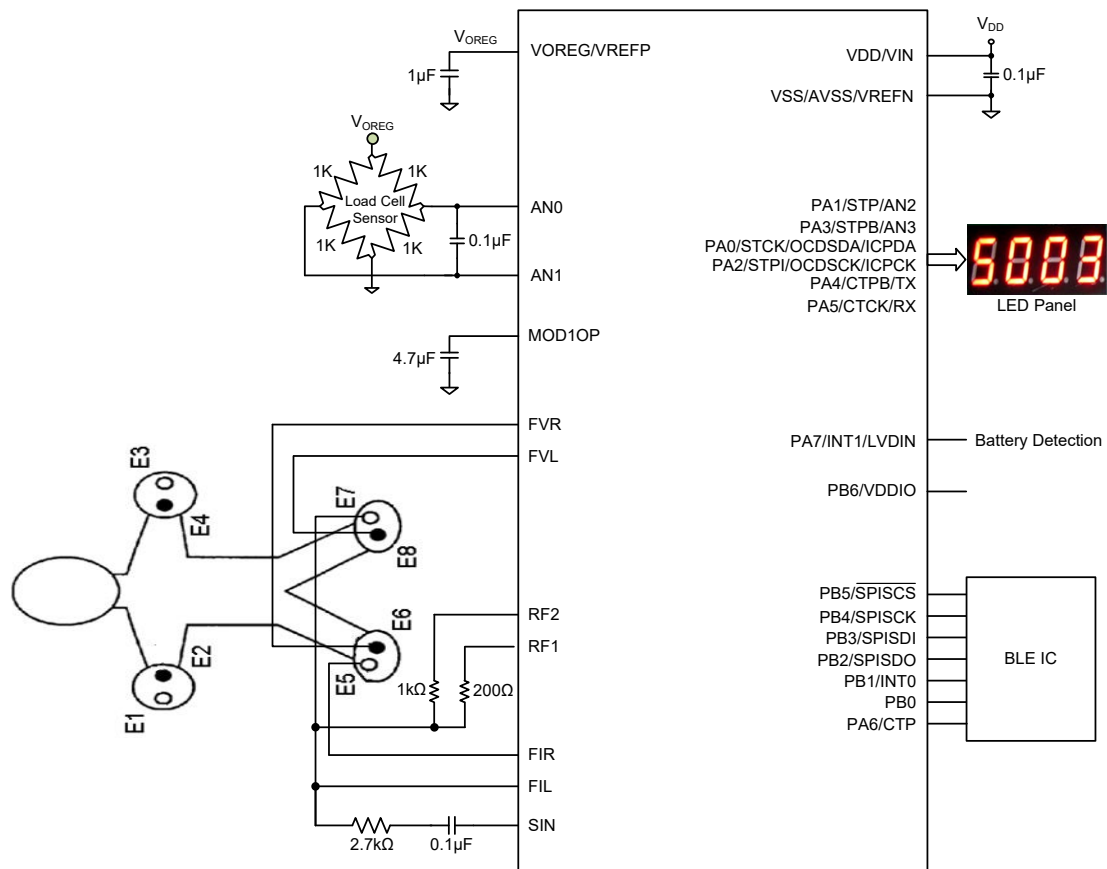 V_OREG
VOREG/VREFP
1µF
V_OREG
1K
1K
Load Cell
Sensor
1K
1K
AN0
0.1µF
AN1
MOD1OP
4.7µF
FVR
FVL
E3
E4
E7
E8
E2
E1
E6
E5
RF2
RF1
1kΩ
200Ω
FIR
FIL
SIN
2.7kΩ
0.1µF
V_DD
VDD/VIN
0.1µF
VSS/AVSS/VREFN
PA1/STP/AN2
PA3/STPB/AN3
PA0/STCK/OCDSDA/ICPDA
PA2/STPI/OCDSCK/ICPCK
PA4/CTPB/TX
PA5/CTCK/RX
5003
LED Panel
PA7/INT1/LVDIN
Battery Detection
PB6/VDDIO
PB5/SPISCS
PB4/SPISCK
PB3/SPISDI
PB2/SPISDO
PB1/INT0
PB0
PA6/CTP
BLE IC